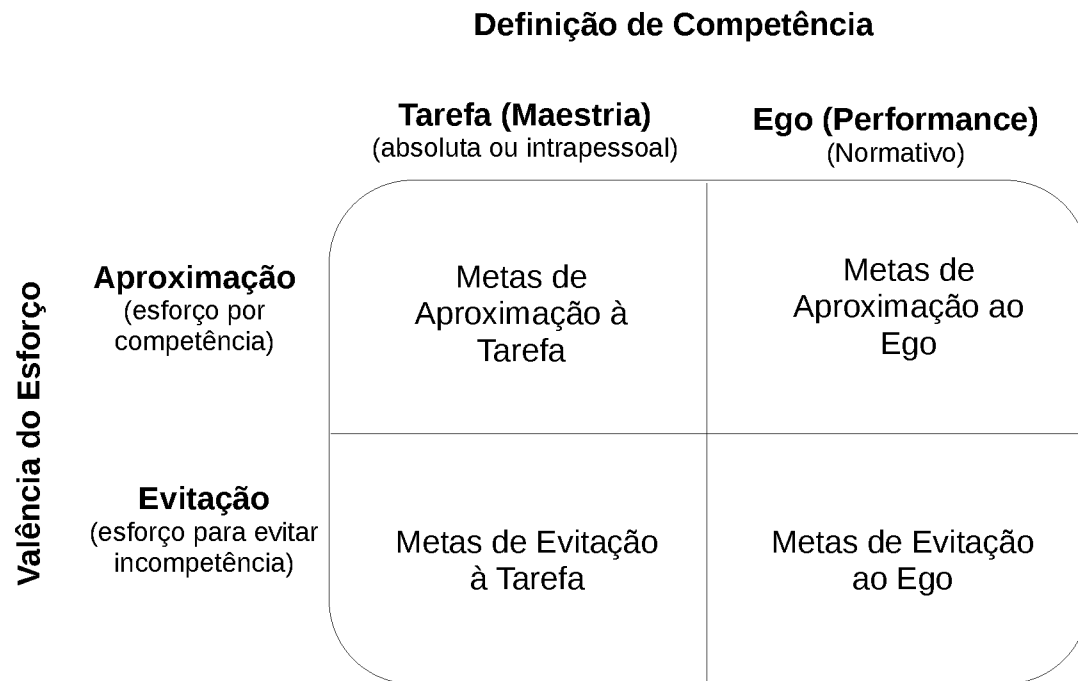 Definição de Competência
Tarefa (Maestria)
(absoluta ou intrapessoal)
Ego (Performance)
(Normativo)
Valência do Esforço
Aproximação
(esforço por
competência)
Metas de
Aproximação à
Tarefa
Metas de
Aproximação ao
Ego
Evitação
(esforço para evitar
incompetência)
Metas de Evitação
à Tarefa
Metas de Evitação
ao Ego